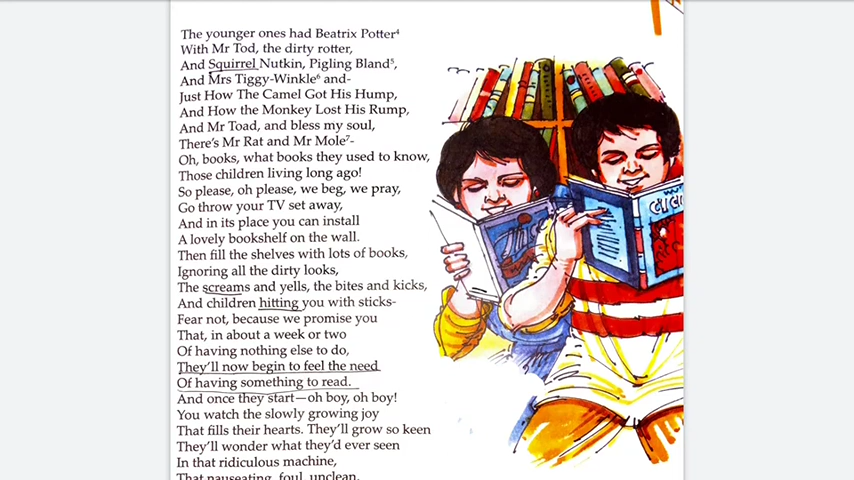 The younger ones had Beatrix Potter⁴
With Mr Tod, the dirty rotter,
And Squirrel Nutkin, Pigling Bland⁵,
And Mrs Tiggy-Winkle⁶ and-
Just How The Camel Got His Hump,
And How the Monkey Lost His Rump,
And Mr Toad, and bless my soul,
There's Mr Rat and Mr Mole⁷-
Oh, books, what books they used to know,
Those children living long ago!
So please, oh please, we beg, we pray,
Go throw your TV set away,
And in its place you can install
A lovely bookshelf on the wall.
Then fill the shelves with lots of books,
Ignoring all the dirty looks,
The screams and yells, the bites and kicks,
And children hitting you with sticks-
Fear not, because we promise you
That, in about a week or two
Of having nothing else to do,
They'll now begin to feel the need
Of having something to read.
And once they start—oh boy, oh boy!
You watch the slowly growing joy
That fills their hearts. They'll grow so keen
They'll wonder what they'd ever seen
In that ridiculous machine,
That nauseating, foul, unclean,